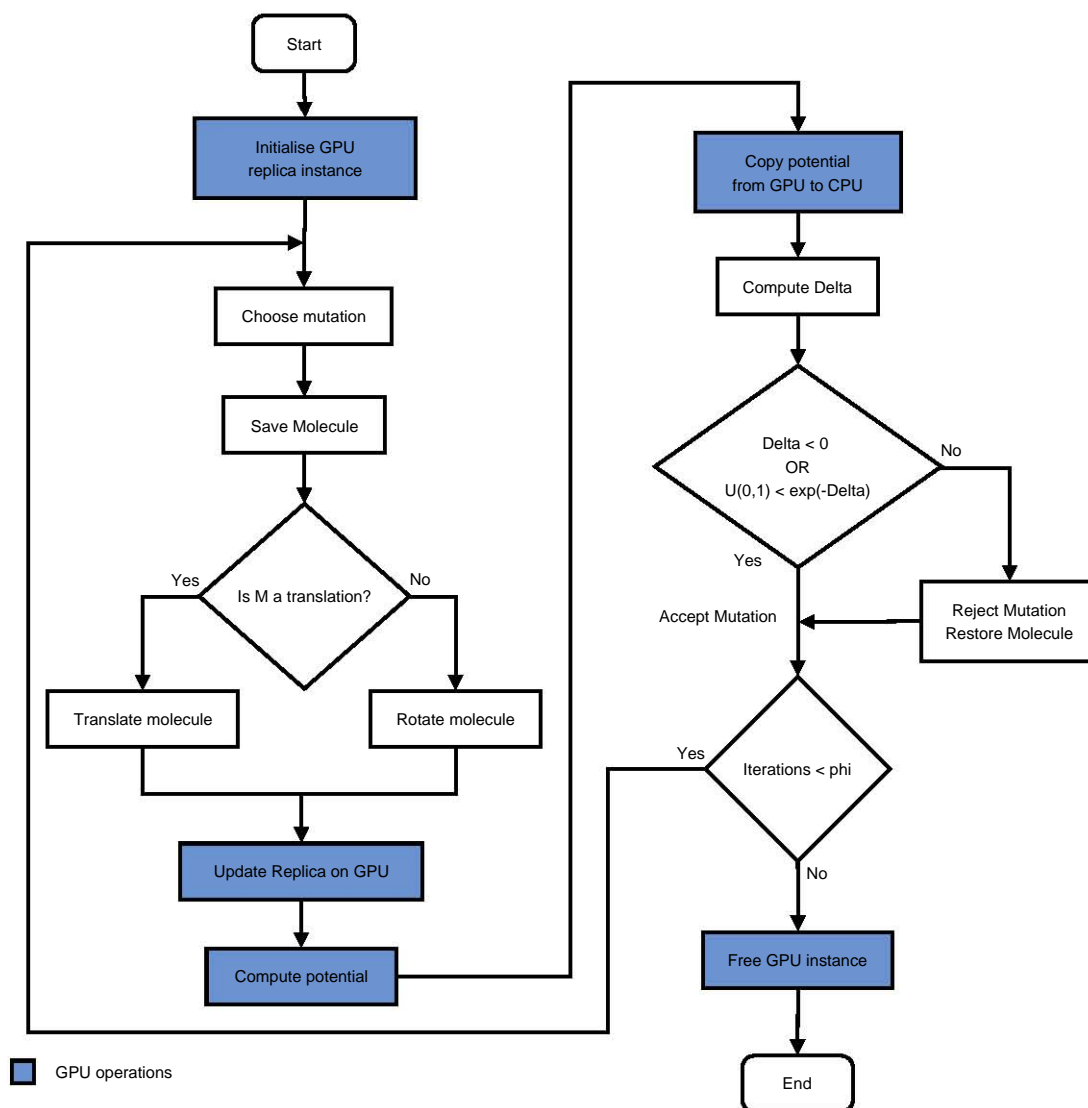 Start
Initialise GPU
replica instance
Choose mutation
Save Molecule
Is M a translation?
Yes
No
Translate molecule
Rotate molecule
Update Replica on GPU
Compute potential
Copy potential
from GPU to CPU
Compute Delta
Delta < 0
OR
U(0,1) < exp(-Delta)
No
Yes
Accept Mutation
Reject Mutation
Restore Molecule
Iterations < phi
Yes
No
Free GPU instance
End
GPU operations